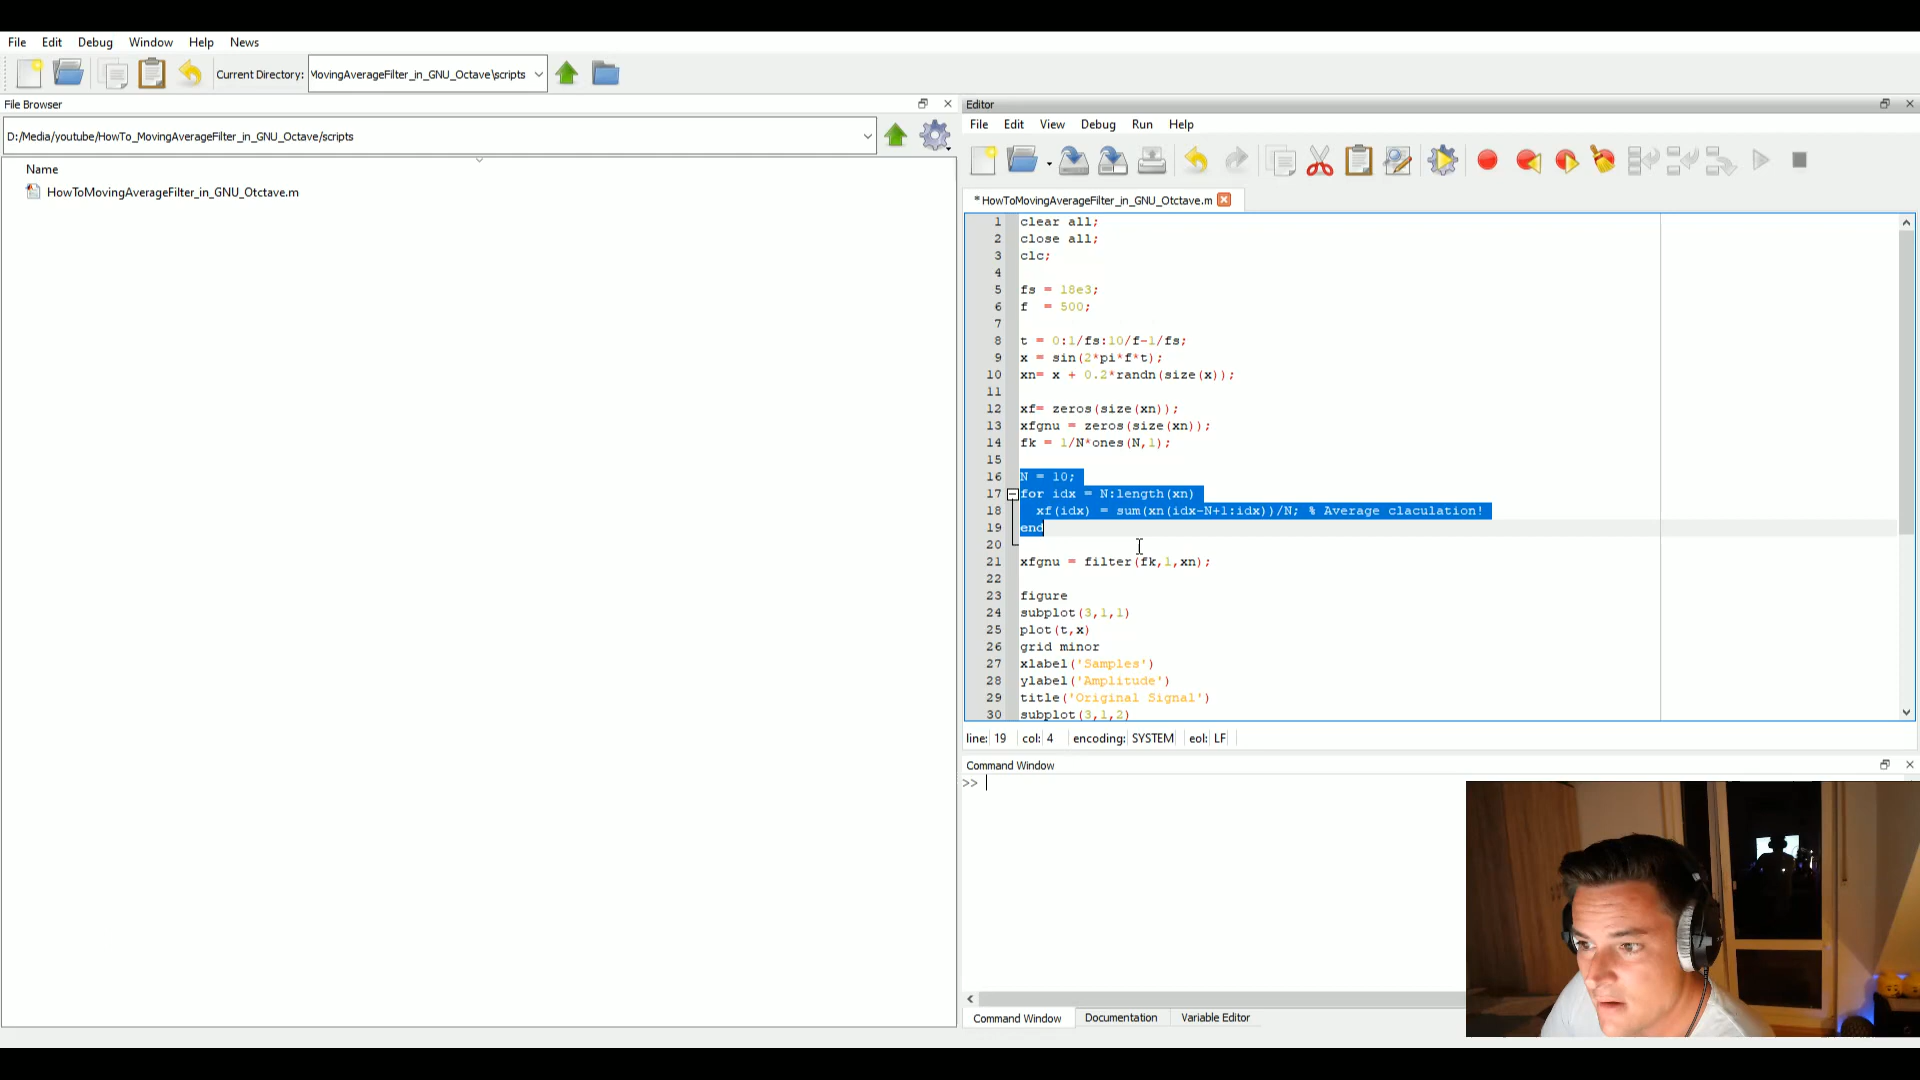 File Edit Debug Window Help News
Current Directory: MovingAverageFilter_in_GNU_Octave\scripts
File Browser
D:/Media/youtube/HowTo_MovingAverageFilter_in_GNU_Octave/scripts
Name
HowToMovingAverageFilter_in_GNU_Otctave.m
Editor
File Edit View Debug Run Help
* HowToMovingAverageFilter_in_GNU_Otctave.m
1 clear all;
2 close all;
3 clc;
4
5 fs = 18e3;
6 f  = 500;
7
8 t = 0:1/fs:10/f-1/fs;
9 x = sin(2*pi*f*t);
10 xn= x + 0.2*randn(size(x));
11
12 xf= zeros(size(xn));
13 xfgnu = zeros(size(xn));
14 fk = 1/N*ones(N,1);
15
16 N = 10;
17 for idx = N:length(xn)
18   xf(idx) = sum(xn(idx-N+1:idx))/N; % Average claculation!
19 end
20
21 xfgnu = filter(fk,1,xn);
22
23 figure
24 subplot(3,1,1)
25 plot(t,x)
26 grid minor
27 xlabel('Samples')
28 ylabel('Amplitude')
29 title('Original Signal')
30 subplot(3,1,2)
line: 19 col: 4 encoding: SYSTEM eol: LF
Command Window
>>
Command Window Documentation Variable Editor